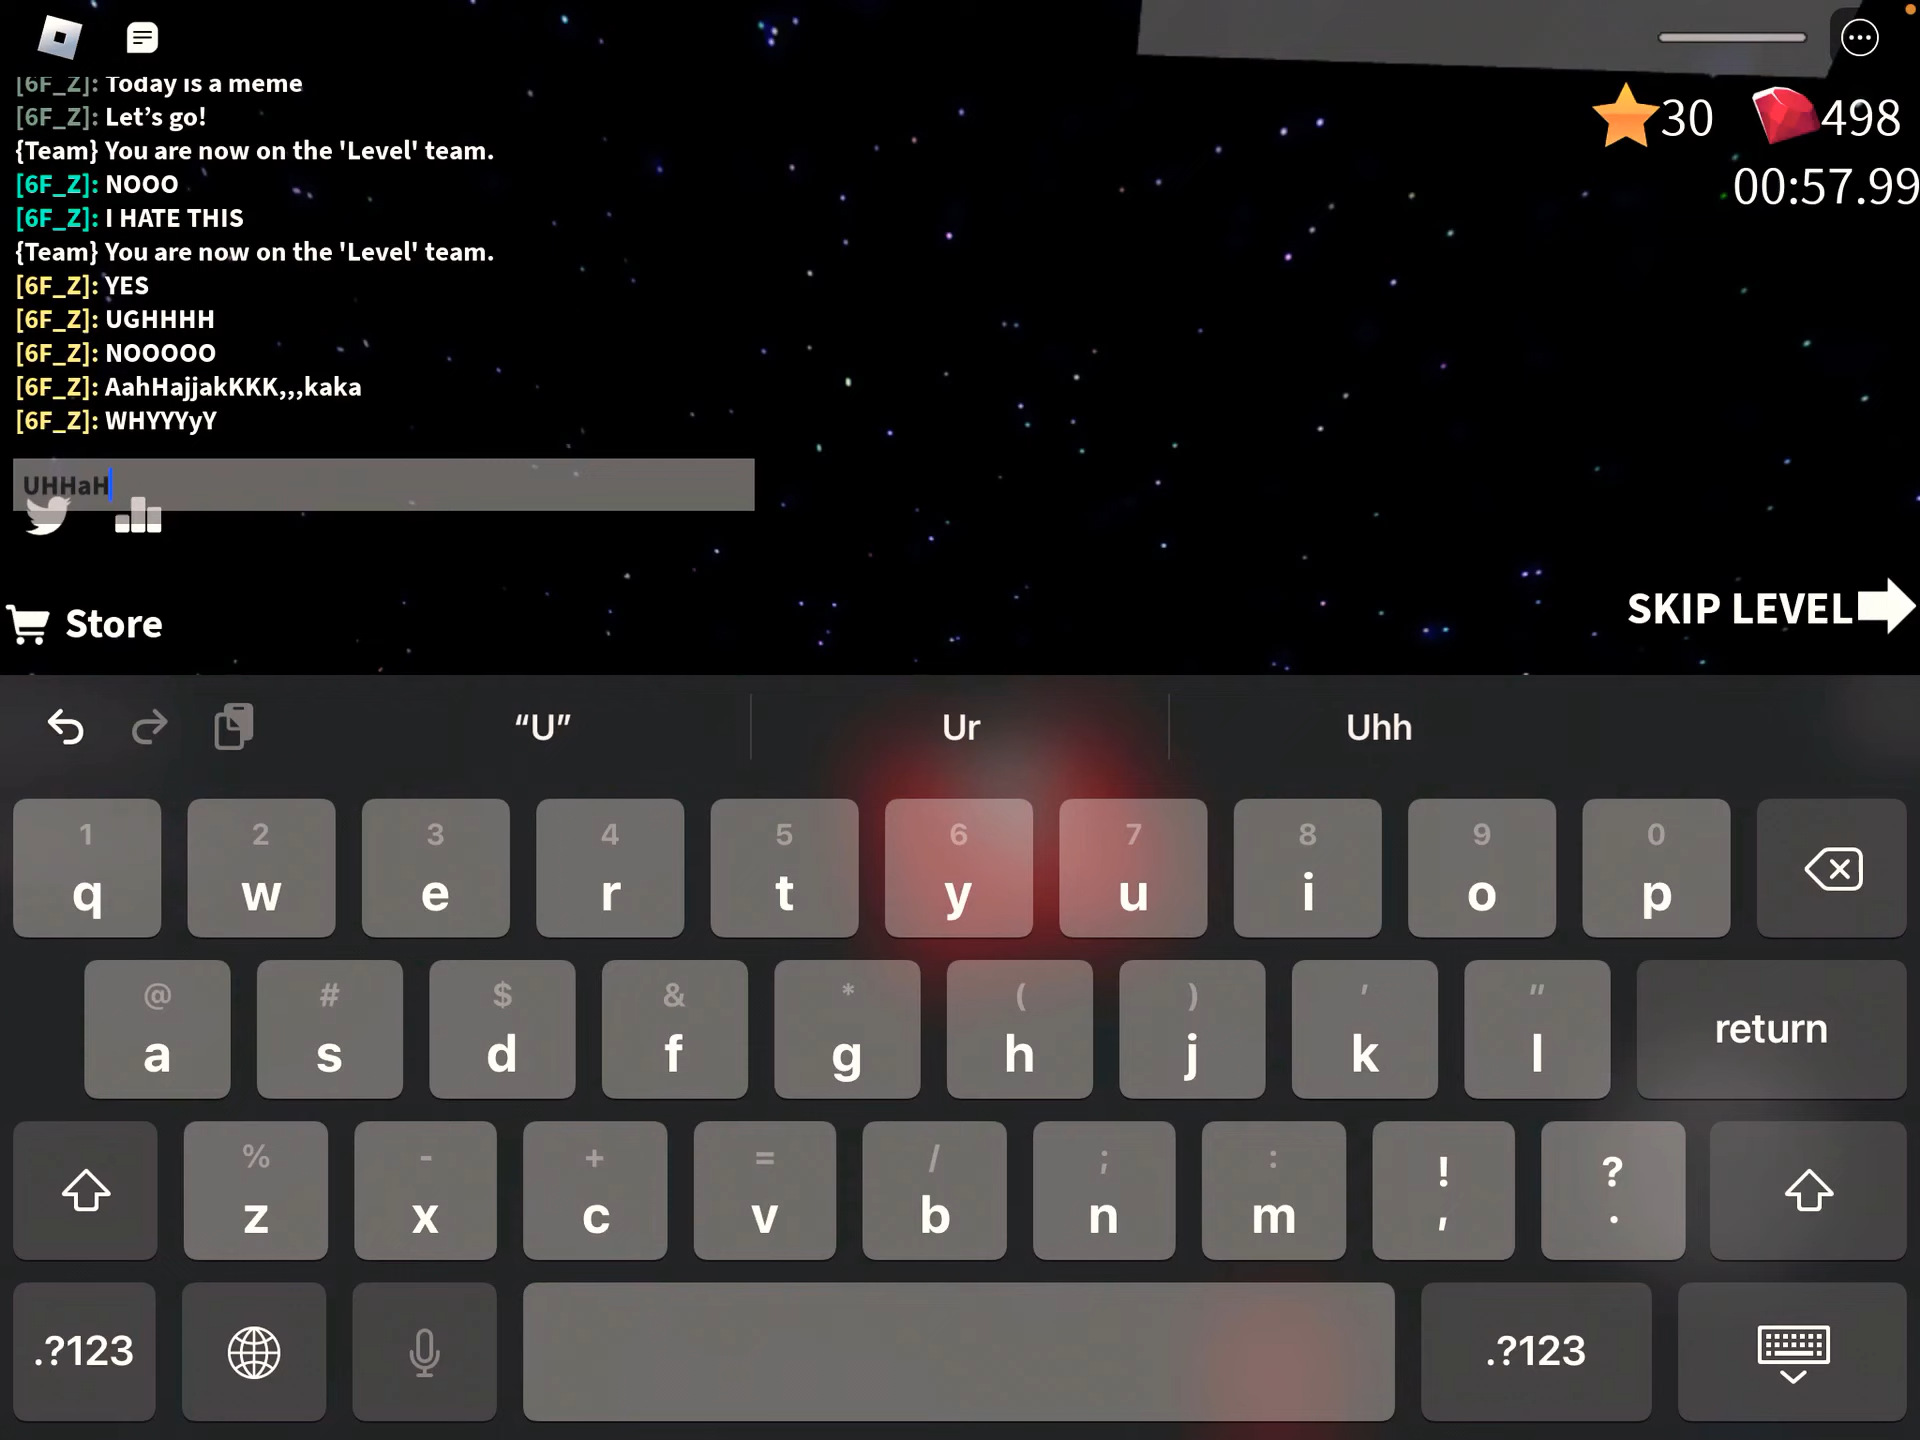 [6F_Z]: Today is a meme
[6F_Z]: Let's go!
{Team} You are now on the 'Level' team.
[6F_Z]: NOOO
[6F_Z]: I HATE THIS
{Team} You are now on the 'Level' team.
[6F_Z]: YES
[6F_Z]: UGHHHH
[6F_Z]: NOOOOO
[6F_Z]: AahHajjakKKK,,,kaka
[6F_Z]: WHYYYyY
UHHaH
30 498
00:57.99
Store
SKIP LEVEL
“U” Ur Uhh
1 2 3 4 5 6 7 8 9 0
q w e r t y u i o p
@ # $ & * ( ) ' "
a s d f g h j k l return
% - + = / ; : ! ?
z x c v b n m , .
.?123 .?123